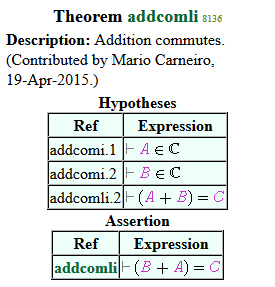 Theorem addcomli 8136
Description: Addition commutes.
(Contributed by Mario Carneiro,
19-Apr-2015.)
Hypotheses
Ref Expression
addcomi.1 ⊢ A ∈ ℂ
addcomi.2 ⊢ B ∈ ℂ
addcomli.2 ⊢ (A + B) = C
Assertion
Ref Expression
addcomli ⊢ (B + A) = C